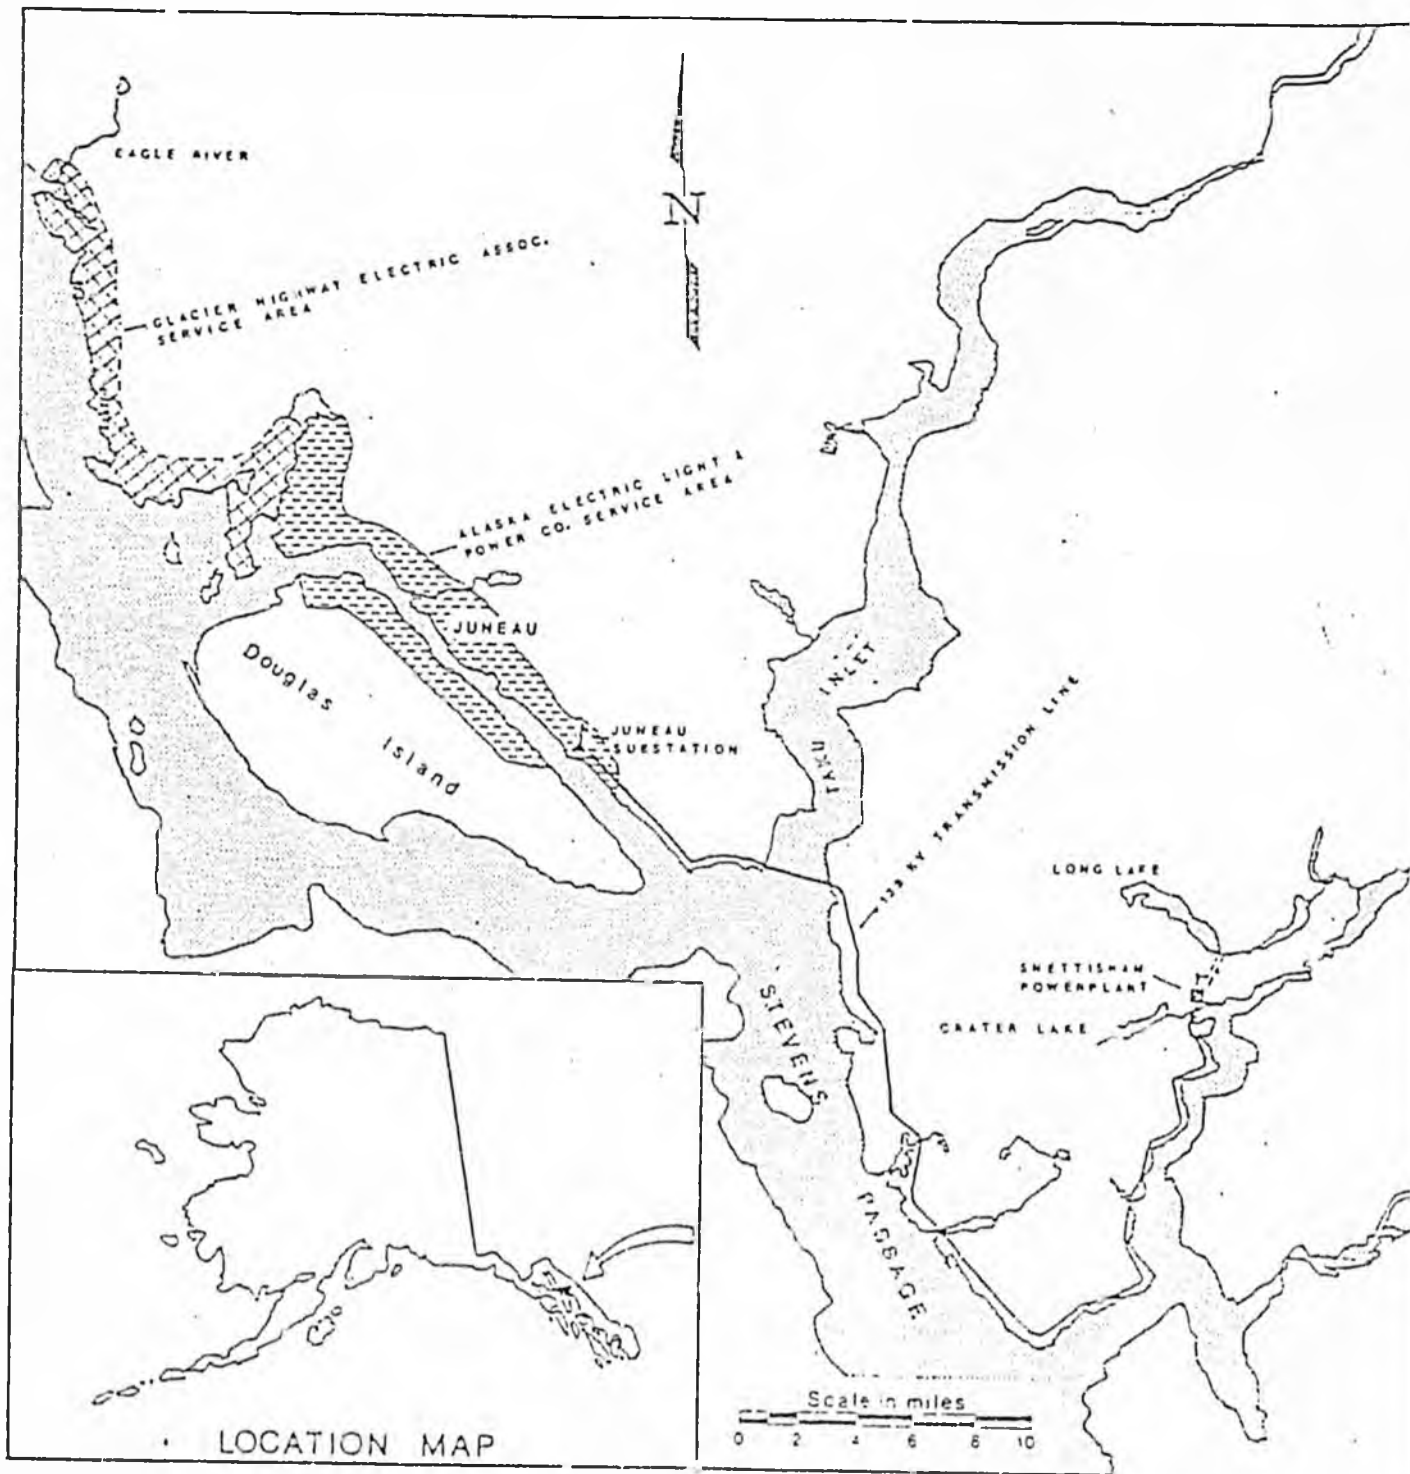 EAGLE RIVER
N
GLACIER HIGHWAY ELECTRIC ASSOC.
SERVICE AREA
ALASKA ELECTRIC LIGHT &
POWER CO. SERVICE AREA
JUNEAU
Douglas
Island
JUNEAU
SUBSTATION
TAKU
INLET
138 KV TRANSMISSION LINE
LONG LAKE
SNETTISHAM
POWERPLANT
CRATER LAKE
STEVENS
PASSAGE
LOCATION MAP
Scale in miles
0 2 4 6 8 10